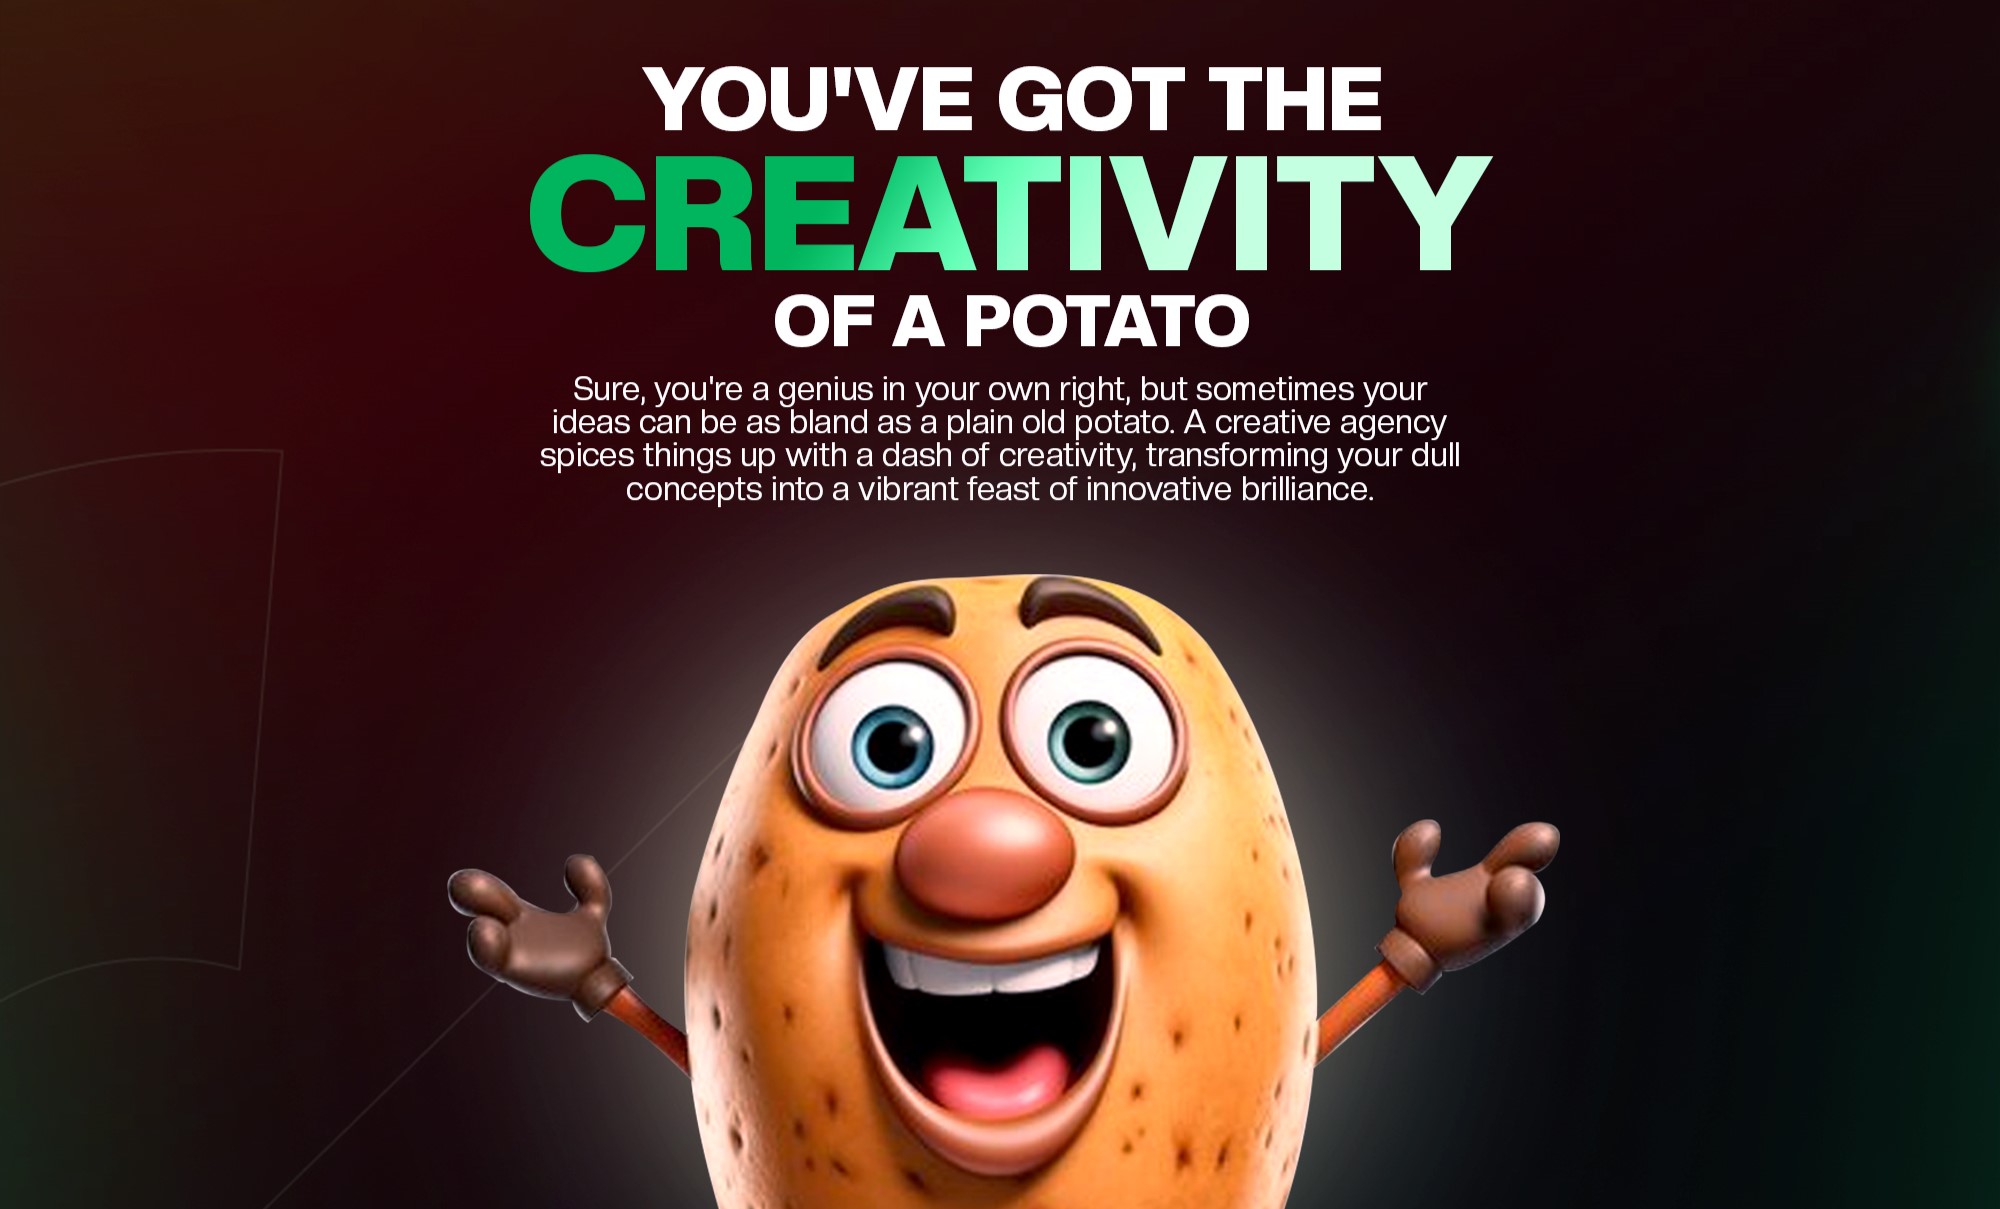 YOU'VE GOT THE
CREATIVITY
OF A POTATO
Sure, you're a genius in your own right, but sometimes your
ideas can be as bland as a plain old potato. A creative agency
spices things up with a dash of creativity, transforming your dull
concepts into a vibrant feast of innovative brilliance.